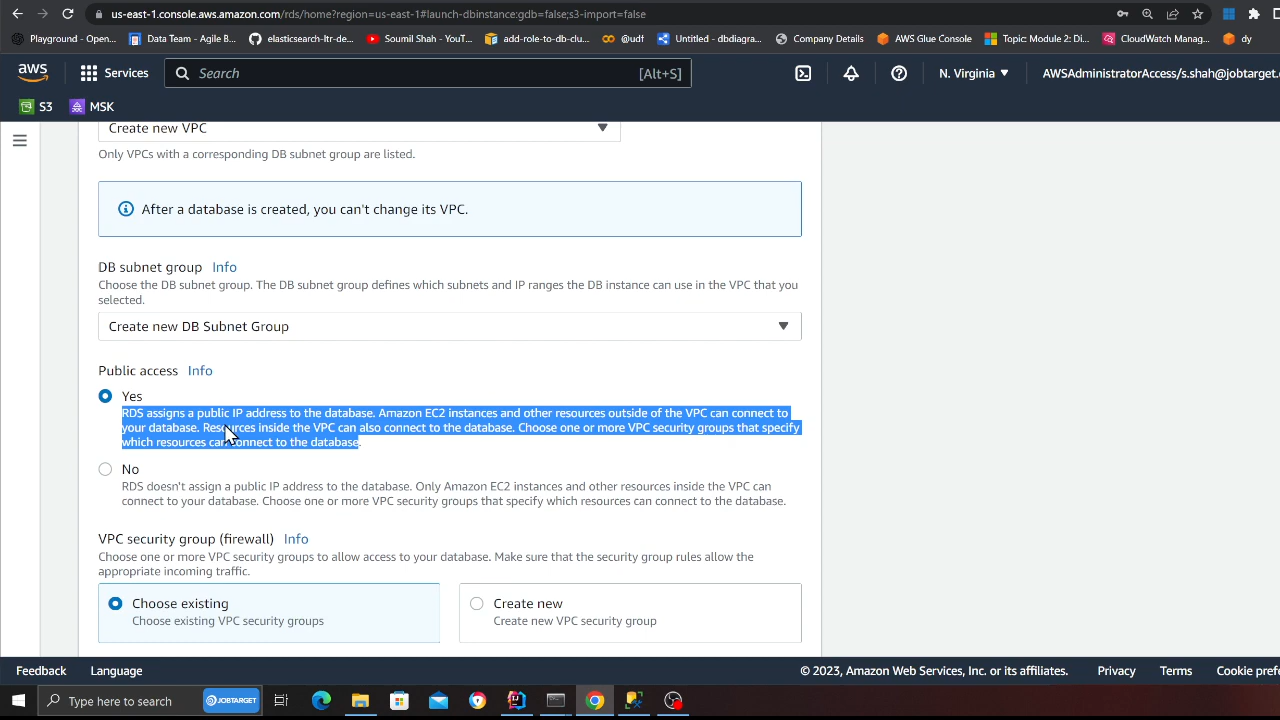 us-east-1.console.aws.amazon.com/rds/home?region=us-east-1#launch-dbinstance:gdb=false;s3-import=false
Playground - Open...
Data Team - Agile B...
elasticsearch-ltr-de...
Soumil Shah - YouT...
add-role-to-db-clu...
@udf
Untitled - dbdiagra...
Company Details
AWS Glue Console
Topic Module 2: Di...
CloudWatch Manag...
dy
aws
Services
Search
[Alt+S]
N. Virginia
AWSAdministratorAccess/s.shah@jobtarget.
S3
MSK
Create new VPC
Only VPCs with a corresponding DB subnet group are listed.
After a database is created, you can't change its VPC.
DB subnet group Info
Choose the DB subnet group. The DB subnet group defines which subnets and IP ranges the DB instance can use in the VPC that you
selected.
Create new DB Subnet Group
Public access Info
Yes
RDS assigns a public IP address to the database. Amazon EC2 instances and other resources outside of the VPC can connect to
your database. Resources inside the VPC can also connect to the database. Choose one or more VPC security groups that specify
which resources can connect to the database.
No
RDS doesn't assign a public IP address to the database. Only Amazon EC2 instances and other resources inside the VPC can
connect to your database. Choose one or more VPC security groups that specify which resources can connect to the database.
VPC security group (firewall) Info
Choose one or more VPC security groups to allow access to your database. Make sure that the security group rules allow the
appropriate incoming traffic.
Choose existing
Choose existing VPC security groups
Create new
Create new VPC security group
Feedback
Language
© 2023, Amazon Web Services, Inc. or its affiliates.
Privacy
Terms
Cookie prefe
Type here to search
JOBTARGET